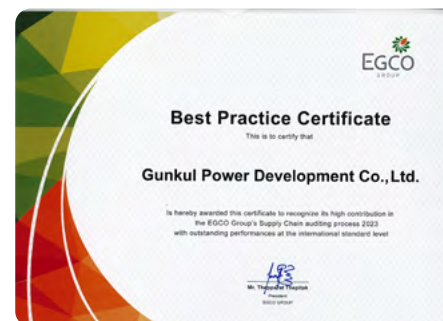 EGCO
GROUP
Best Practice Certificate
This is to certify that
Gunkul Power Development Co.,Ltd.
Is hereby awarded this certificate to recognize its high contribution in
the EGCO Group's Supply Chain auditing process 2023
with outstanding performances at the international standard level
Mr. Theppa
President
EGCO GROUP